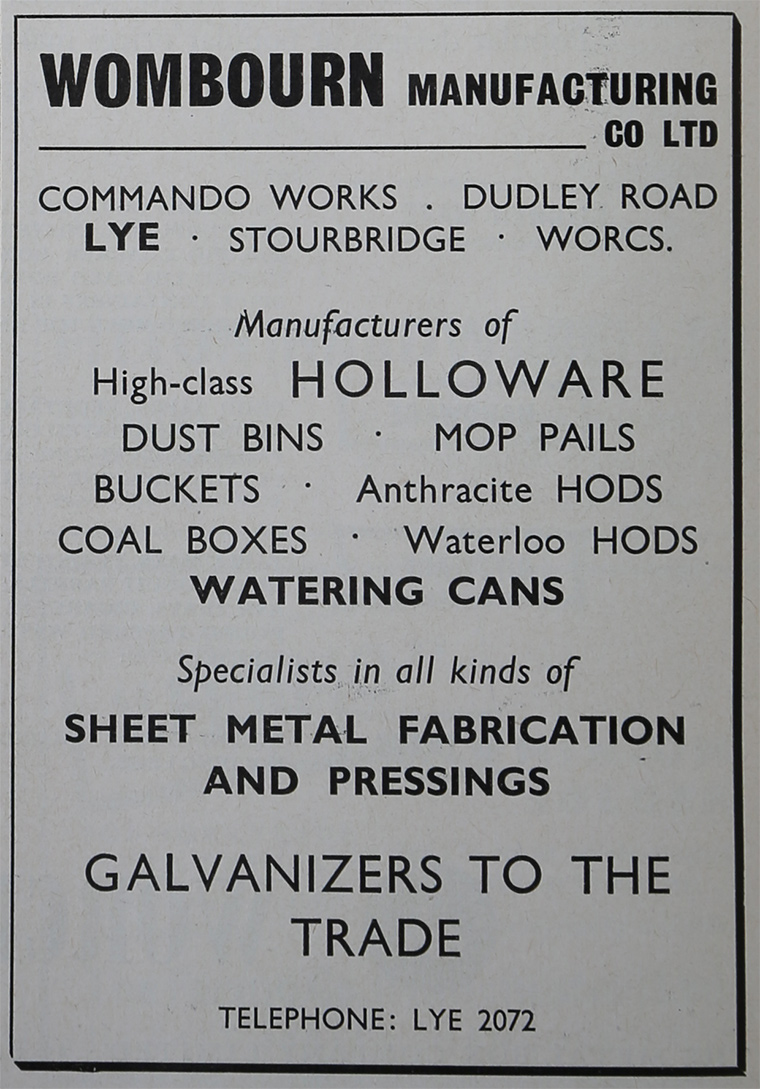 WOMBOURN MANUFACTURING
CO LTD
COMMANDO WORKS . DUDLEY ROAD
LYE · STOURBRIDGE · WORCS.
Manufacturers of
High-class HOLLOWARE
DUST BINS · MOP PAILS
BUCKETS · Anthracite HODS
COAL BOXES · Waterloo HODS
WATERING CANS
Specialists in all kinds of
SHEET METAL FABRICATION
AND PRESSINGS
GALVANIZERS TO THE
TRADE
TELEPHONE: LYE 2072